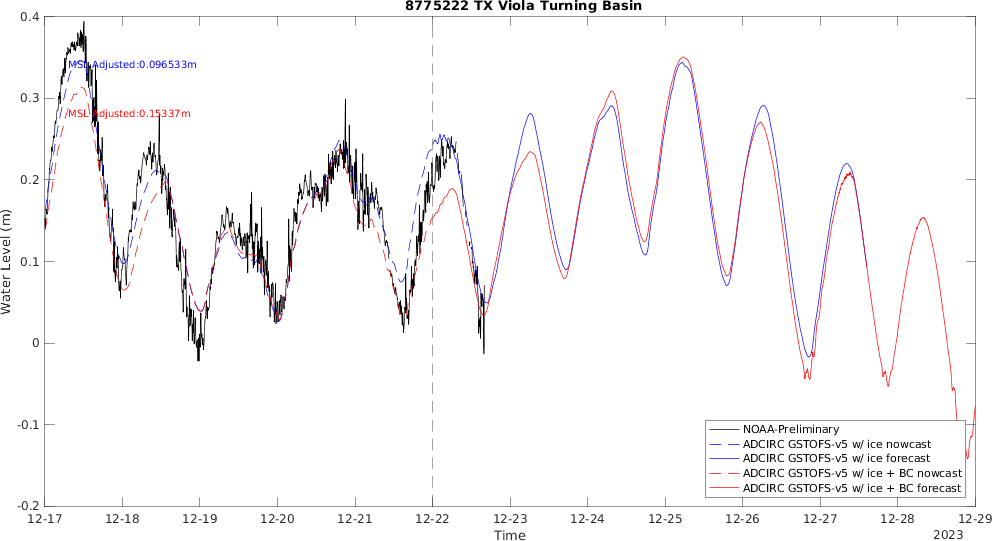 8775222 TX Viola Turning Basin
0.4
0.3
0.2
0.1
0
-0.1
-0.2
Water Level (m)
MSL Adjusted:0.096533m
MSL Adjusted:0.15337m
NOAA-Preliminary
ADCIRC GSTOFS-v5 w/ ice nowcast
ADCIRC GSTOFS-v5 w/ ice forecast
ADCIRC GSTOFS-v5 w/ ice + BC nowcast
ADCIRC GSTOFS-v5 w/ ice + BC forecast
12-17 12-18 12-19 12-20 12-21 12-22 12-23 12-24 12-25 12-26 12-27 12-28 12-29
Time
2023